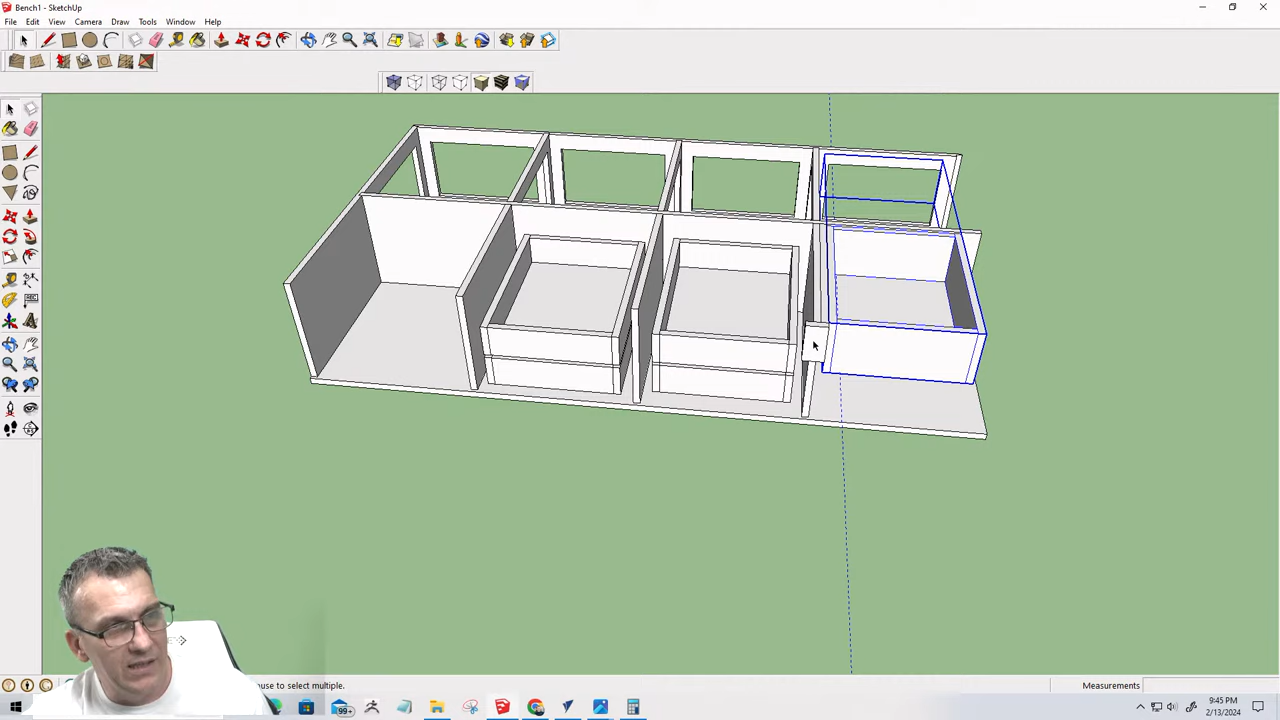 Bench1 - SketchUp
File Edit View Camera Draw Tools Window Help
use to select multiple.
Measurements
99+
9:45 PM
2/13/2024